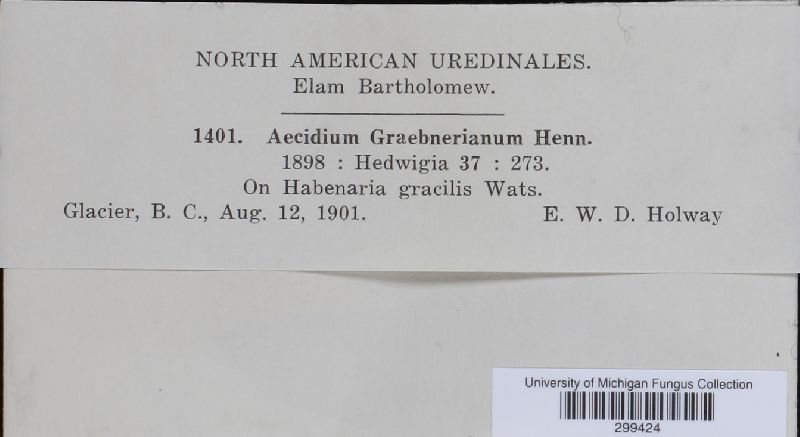 NORTH AMERICAN UREDINALES.
Elam Bartholomew.
1401. Aecidium Graebnerianum Henn.
1898 : Hedwigia 37 : 273.
On Habenaria gracilis Wats.
Glacier, B. C., Aug. 12, 1901. E. W. D. Holway
University of Michigan Fungus Collection
299424